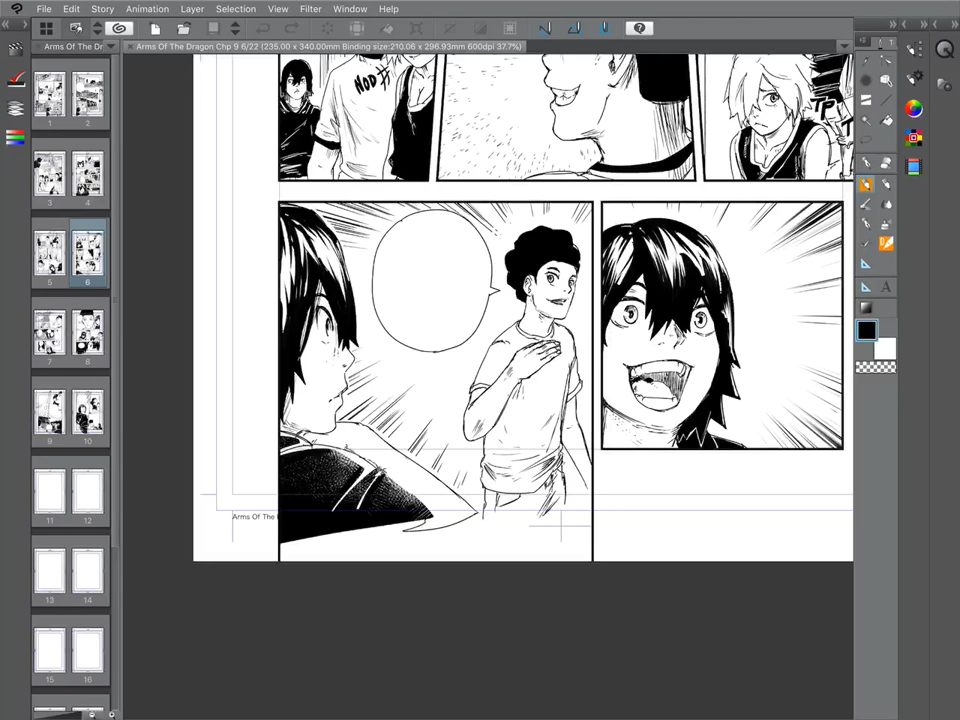 File Edit Story Animation Layer Selection View Filter Window Help
Arms Of The Dr
Arms Of The Dragon Chp 9 6/22 (235.00 x 340.00mm Binding size:210.06 x 296.93mm 600dpi 37.7%)
1 2
3 4
5 6
7 8
9 10
11 12
13 14
15 16
NOD
TP
T
Arms Of The
A
T